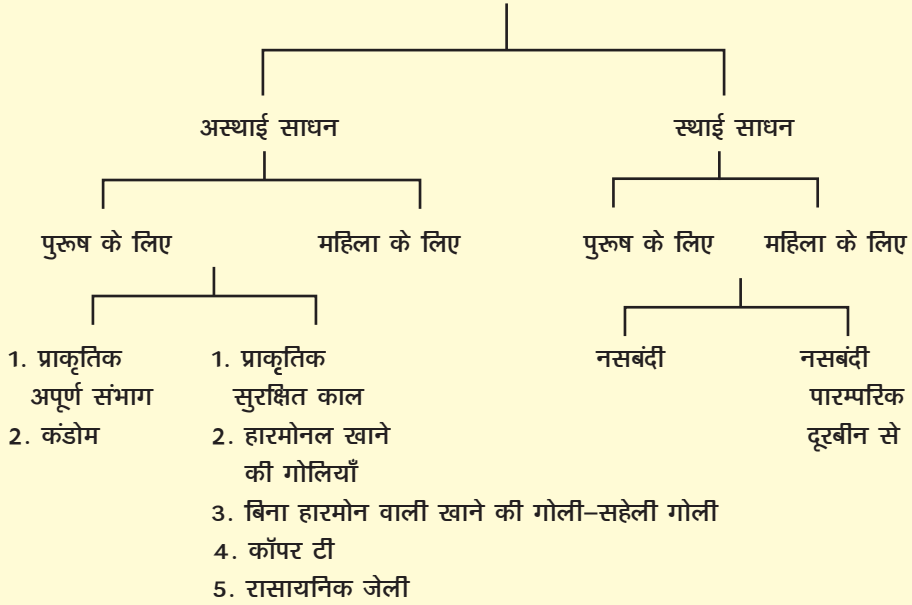 अस्थाई साधन
स्थाई साधन
पुरूष के लिए
महिला के लिए
पुरूष के लिए
महिला के लिए
1. प्राकृतिक
अपूर्ण संभाग
2. कंडोम
1. प्राकृतिक
सुरक्षित काल
2. हारमोनल खाने
की गोलियाँ
3. बिना हारमोन वाली खाने की गोली–सहेली गोली
4. कॉपर टी
5. रासायनिक जेली
नसबंदी
नसबंदी
पारम्परिक
दूरबीन से